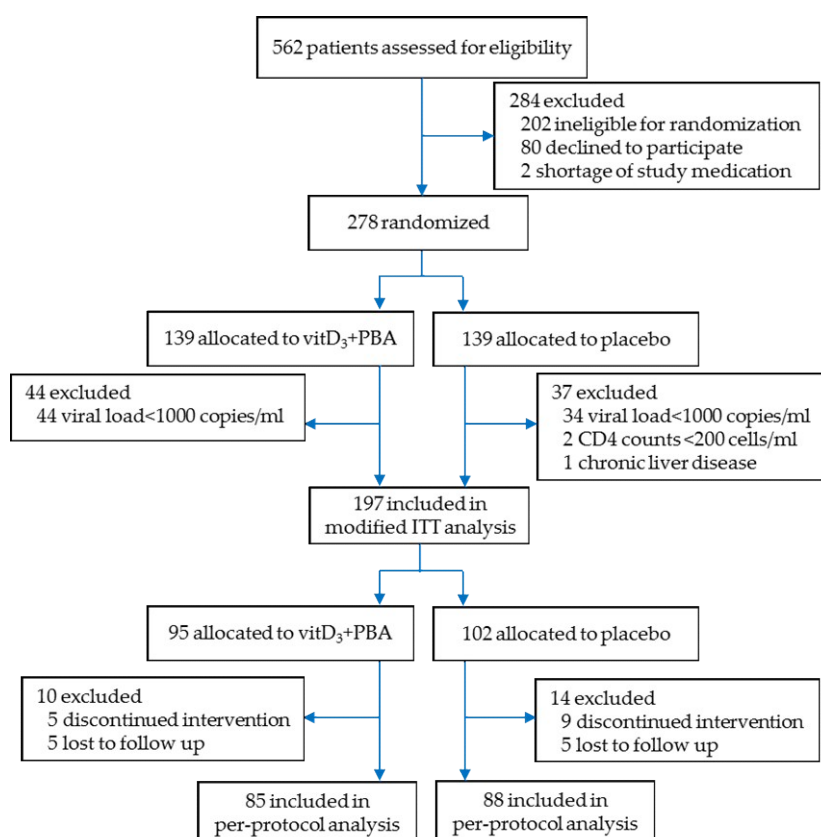 562 patients assessed for eligibility
284 excluded
202 ineligible for randomization
80 declined to participate
2 shortage of study medication
278 randomized
139 allocated to vitD₃+PBA
139 allocated to placebo
44 excluded
44 viral load<1000 copies/ml
37 excluded
34 viral load<1000 copies/ml
2 CD4 counts <200 cells/ml
1 chronic liver disease
197 included in
modified ITT analysis
95 allocated to vitD₃+PBA
102 allocated to placebo
10 excluded
5 discontinued intervention
5 lost to follow up
14 excluded
9 discontinued intervention
5 lost to follow up
85 included in
per-protocol analysis
88 included in
per-protocol analysis